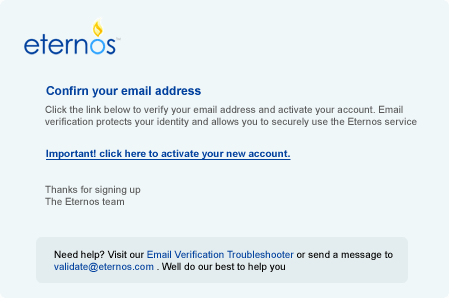 eternos™
Confirn your email address
Click the link below to verify your email address and activate your account. Email
verification protects your identity and allows you to securely use the Eternos service
Important! click here to activate your new account.
Thanks for signing up
The Eternos team
Need help? Visit our Email Verification Troubleshooter or send a message to
validate@eternos.com . Well do our best to help you